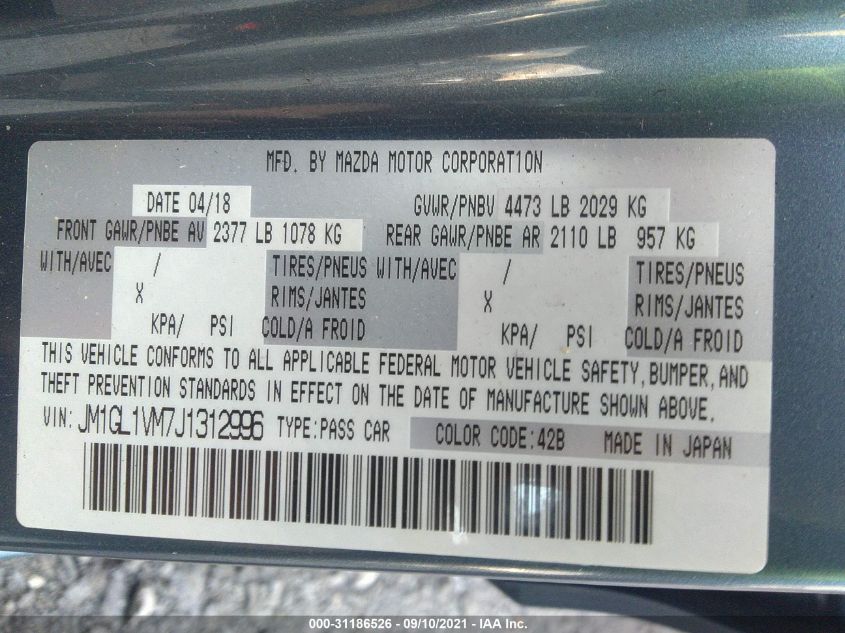 MFD. BY MAZDA MOTOR CORPORATION
DATE 04/18 GVWR/PNBV 4473 LB 2029 KG
FRONT GAWR/PNBE AV 2377 LB 1078 KG REAR GAWR/PNBE AR 2110 LB 957 KG
WITH/AVEC / TIRES/PNEUS WITH/AVEC / TIRES/PNEUS
X RIMS/JANTES X RIMS/JANTES
KPA/ PSI COLD/A FROID KPA/ PSI COLD/A FROID
THIS VEHICLE CONFORMS TO ALL APPLICABLE FEDERAL MOTOR VEHICLE SAFETY, BUMPER, AND
THEFT PREVENTION STANDARDS IN EFFECT ON THE DATE OF MANUFACTURE SHOWN ABOVE.
VIN: JM1GL1VM7J1312996 TYPE: PASS CAR COLOR CODE: 42B MADE IN JAPAN
000-31186526 - 09/10/2021 - IAA Inc.